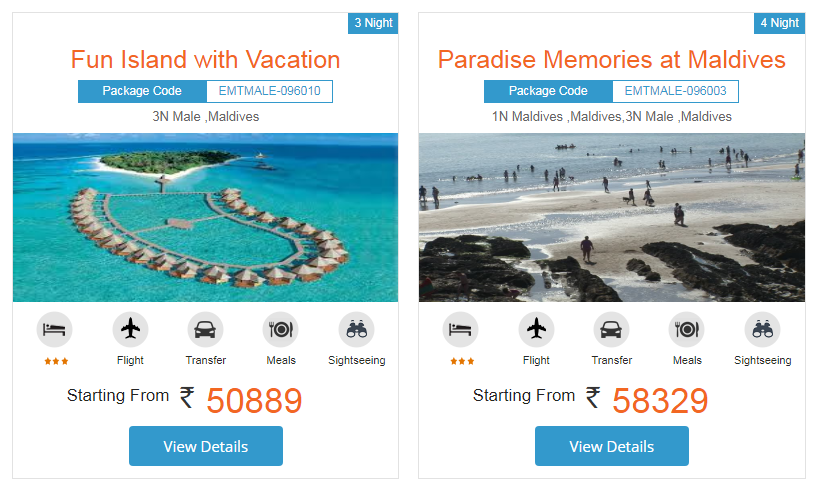 3 Night
Fun Island with Vacation
Package Code EMTMALE-096010
3N Male ,Maldives
Flight Transfer Meals Sightseeing
Starting From ₹ 50889
View Details
4 Night
Paradise Memories at Maldives
Package Code EMTMALE-096003
1N Maldives ,Maldives,3N Male ,Maldives
Flight Transfer Meals Sightseeing
Starting From ₹ 58329
View Details